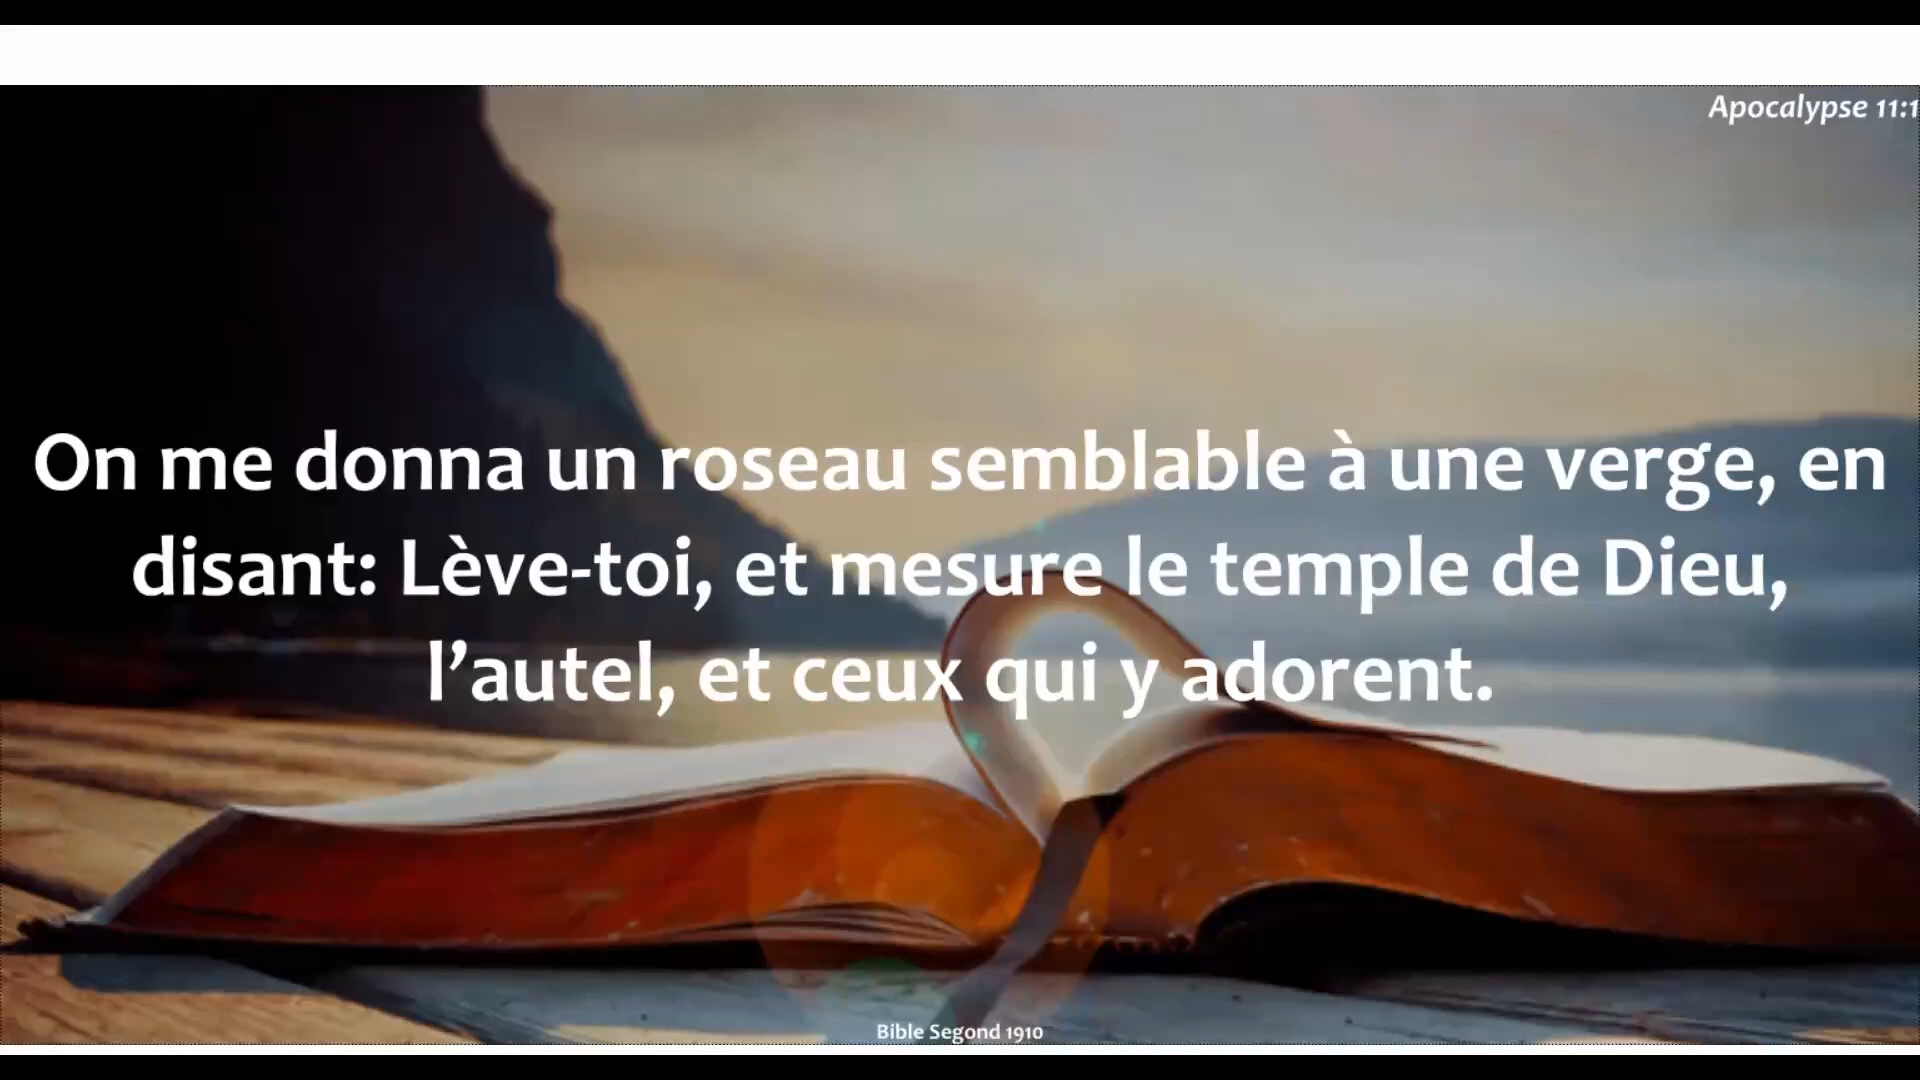 Apocalypse 11:1
On me donna un roseau semblable à une verge, en
disant: Lève-toi, et mesure le temple de Dieu,
l’autel, et ceux qui y adorent.
Bible Segond 1910